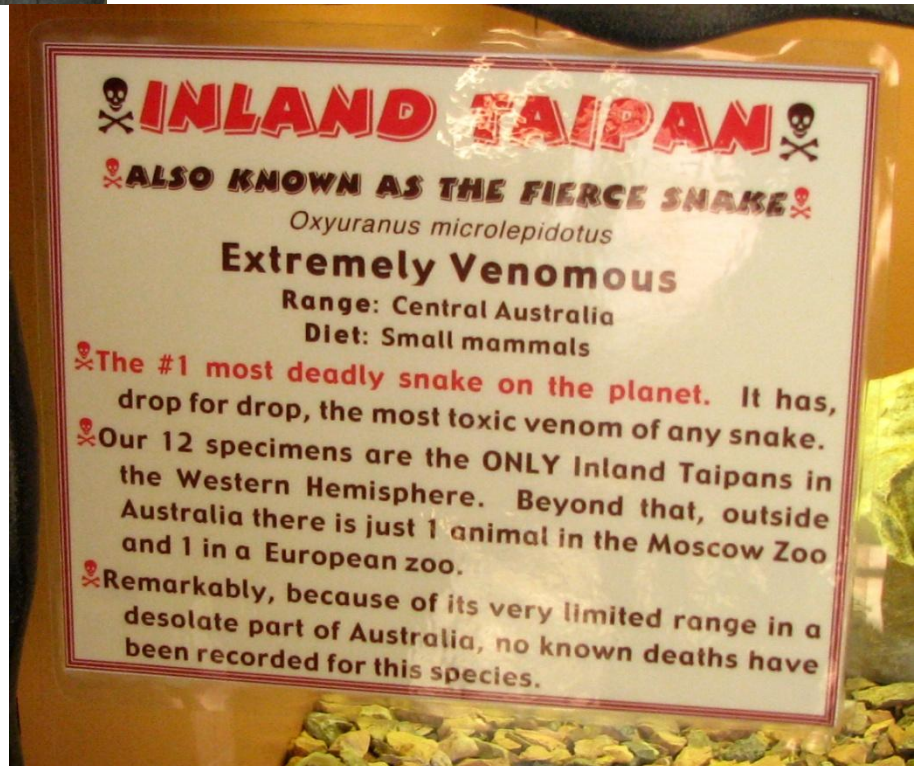 INLAND TAIPAN
ALSO KNOWN AS THE FIERCE SNAKE
Oxyuranus microlepidotus
Extremely Venomous
Range: Central Australia
Diet: Small mammals
The #1 most deadly snake on the planet. It has,
drop for drop, the most toxic venom of any snake.
Our 12 specimens are the ONLY Inland Taipans in
the Western Hemisphere. Beyond that, outside
Australia there is just 1 animal in the Moscow Zoo
and 1 in a European zoo.
Remarkably, because of its very limited range in a
desolate part of Australia, no known deaths have
been recorded for this species.